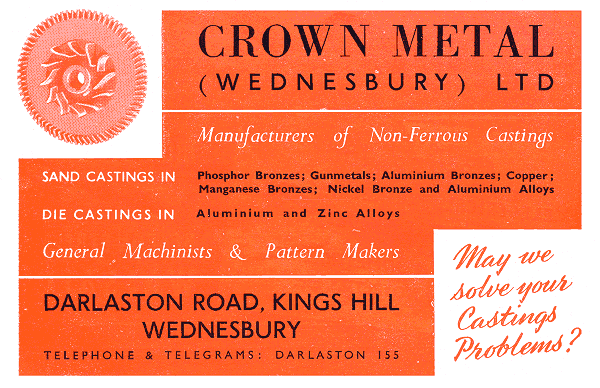 CROWN METAL
(WEDNESBURY) LTD
Manufacturers of Non-Ferrous Castings
SAND CASTINGS IN Phosphor Bronzes; Gunmetals; Aluminium Bronzes; Copper;
Manganese Bronzes; Nickel Bronze and Aluminium Alloys
DIE CASTINGS IN Aluminium and Zinc Alloys
General Machinists & Pattern Makers
DARLASTON ROAD, KINGS HILL
WEDNESBURY
TELEPHONE & TELEGRAMS: DARLASTON 155
May we
solve your
Castings
Problems?